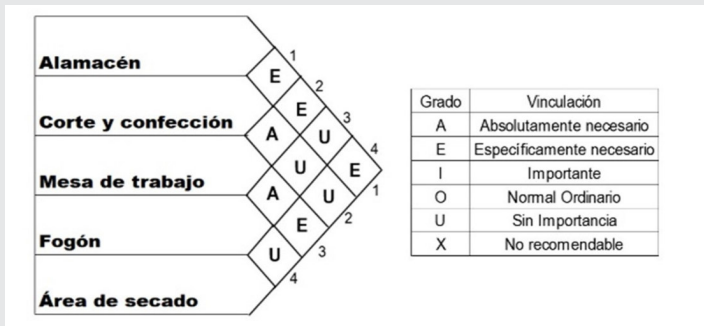 Alamacén
Corte y confección
Mesa de trabajo
Fogón
Área de secado
1
E
2
E
3
A
U
4
U
E
1
A
U
2
E
3
U
4
Grado Vinculación
A Absolutamente necesario
E Específicamente necesario
I Importante
O Normal Ordinario
U Sin Importancia
X No recomendable